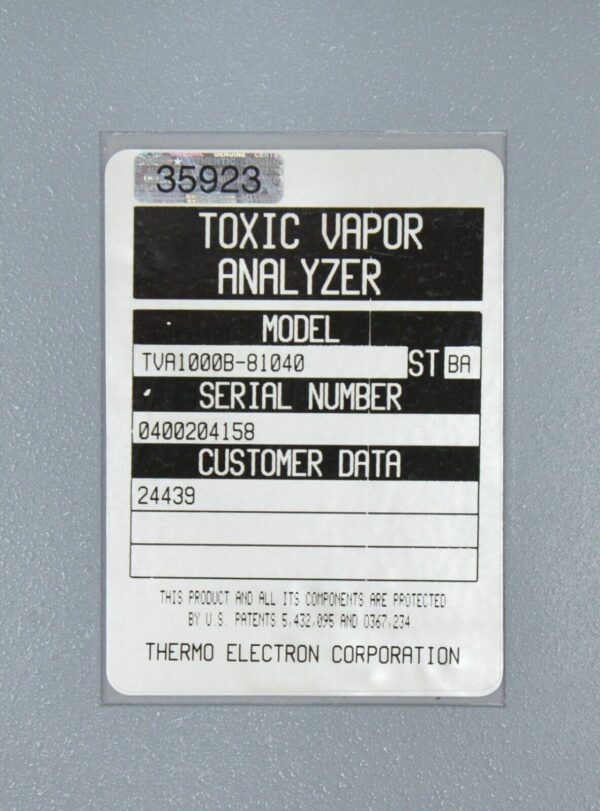 35923
TOXIC VAPOR
ANALYZER
MODEL
TVA1000B-81040 ST BA
SERIAL NUMBER
0400204158
CUSTOMER DATA
24439
THIS PRODUCT AND ALL ITS COMPONENTS ARE PROTECTED
BY U.S. PATENTS 5,432,095 AND D367,234
THERMO ELECTRON CORPORATION